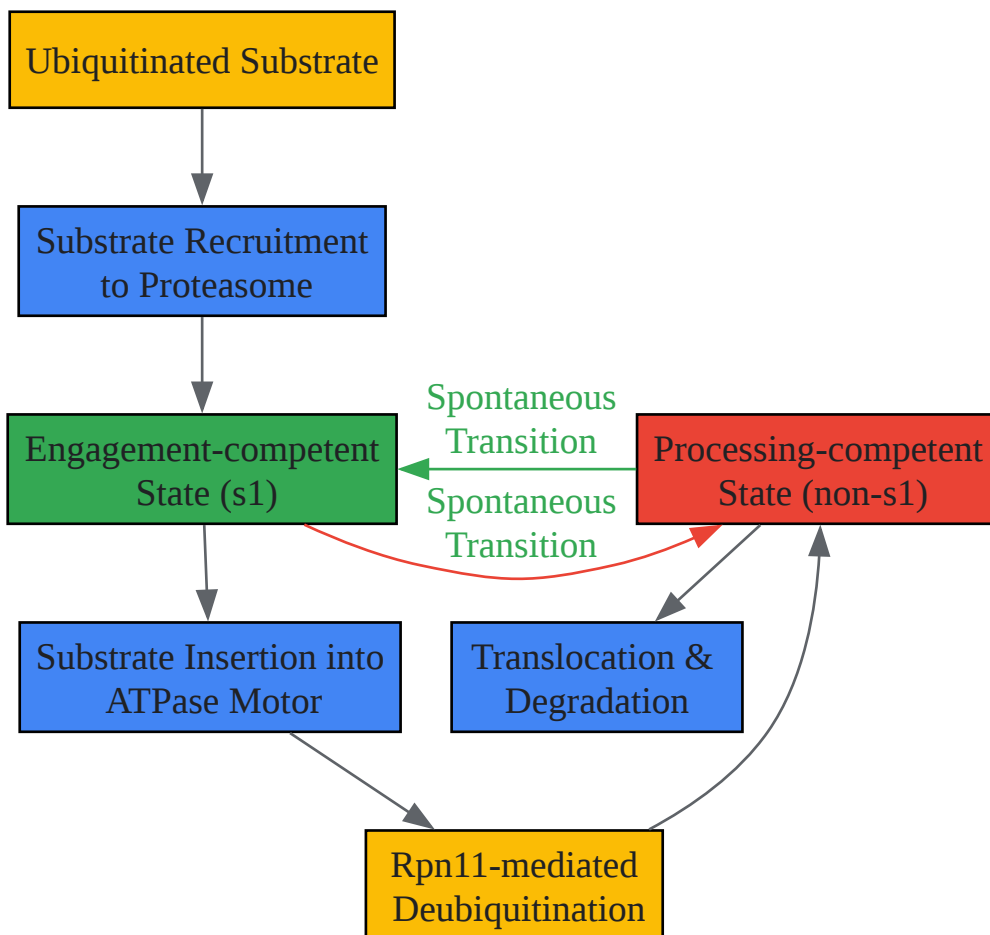 Ubiquitinated Substrate
Substrate Recruitment
to Proteasome
Spontaneous
Transition
Engagement-competent
State (s1)
Processing-competent
State (non-s1)
Spontaneous
Transition
Substrate Insertion into
ATPase Motor
Translocation &
Degradation
Rpn11-mediated
Deubiquitination